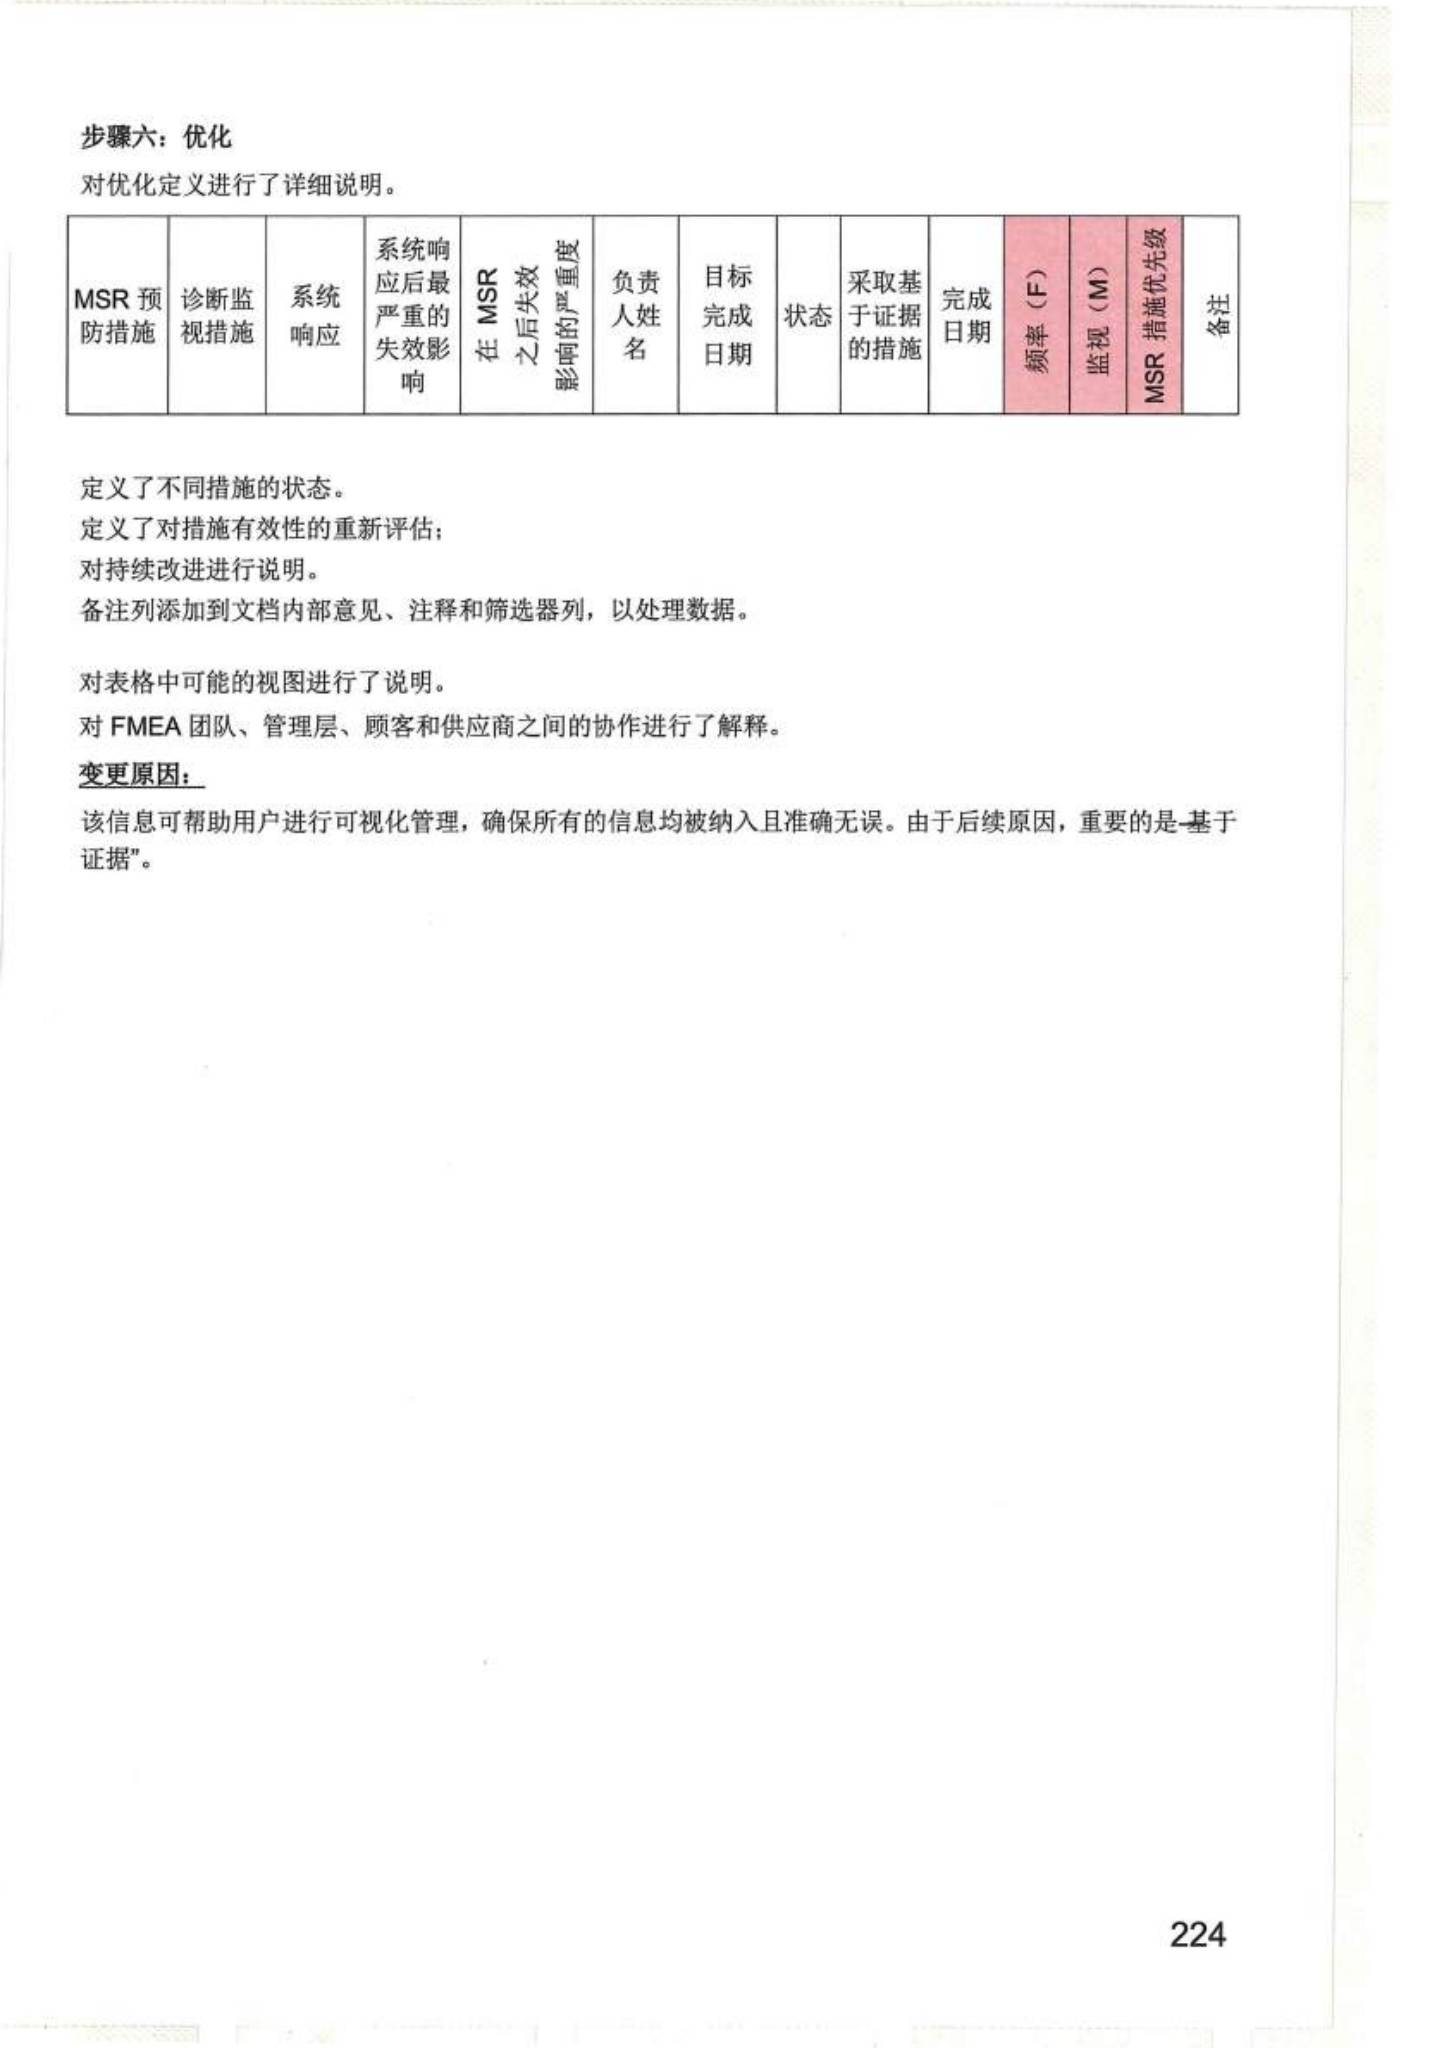 步骤六：优化
对优化定义进行了详细说明。
MSR 预
防措施
诊断监
视措施
系统
响应
系统响
应后最
严重的
失效影
响
在 MSR
之后失效
影响的严重度
负责
人姓
名
目标
完成
日期
状态
采取基
于证据
的措施
完成
日期
频率（F）
监视（M）
MSR 措施优先级
备注
定义了不同措施的状态。
定义了对措施有效性的重新评估；
对持续改进进行说明。
备注列添加到文档内部意见、注释和筛选器列，以处理数据。
对表格中可能的视图进行了说明。
对 FMEA 团队、管理层、顾客和供应商之间的协作进行了解释。
变更原因：
该信息可帮助用户进行可视化管理，确保所有的信息均被纳入且准确无误。由于后续原因，重要的是―基于
证据”。
224